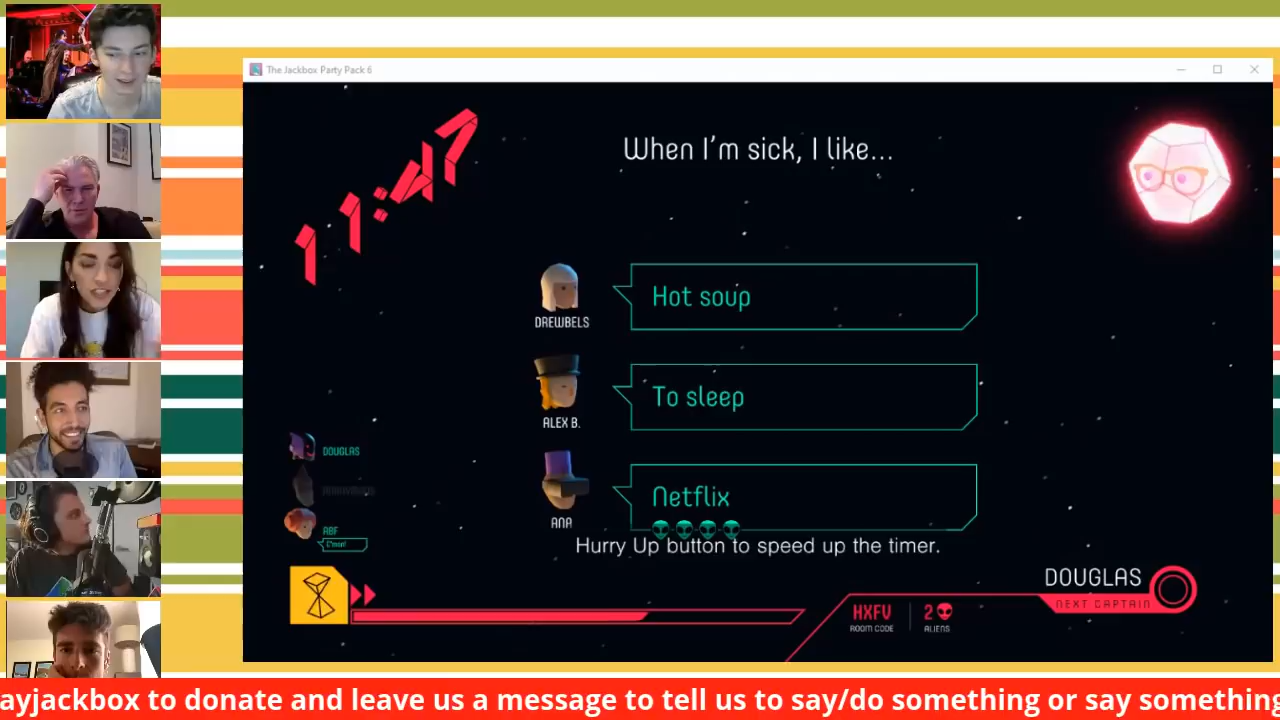 The Jackbox Party Pack 6
11:47
When I'm sick, I like...
Hot soup
DREWBELS
To sleep
ALEX B.
Netflix
ANA
DOUGLAS
ABF
C'mon!
Hurry Up button to speed up the timer.
DOUGLAS
NEXT CAPTAIN
HXFV
ROOM CODE
2
ALIENS
ayjackbox to donate and leave us a message to tell us to say/do something or say something